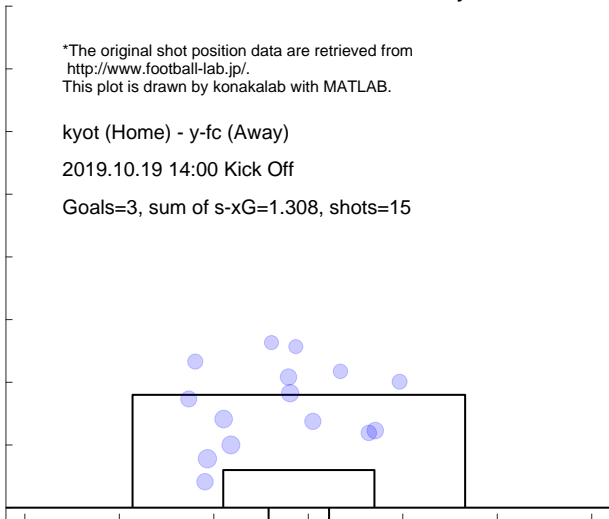 *The original shot position data are retrieved from
http://www.football-lab.jp/.
This plot is drawn by konakalab with MATLAB.
kyot (Home) - y-fc (Away)
2019.10.19 14:00 Kick Off
Goals=3, sum of s-xG=1.308, shots=15